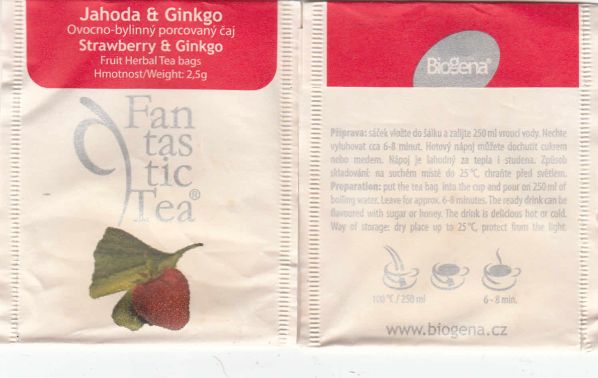 Jahoda & Ginkgo
Ovocno-bylinný porcovaný čaj
Strawberry & Ginkgo
Fruit Herbal Tea bags
Hmotnost/Weight: 2,5g
Fan
tas
tic
Tea®
Biogena®
Příprava: sáček vložte do šálku a zalijte 250 ml vroucí vody. Nechte
vyluhovat cca 6-8 minut. Hotový nápoj můžete dochutit cukrem
nebo medem. Nápoj je lahodný za tepla i studena. Způsob
skladování: na suchém místě do 25°C, chraňte před světlem.
Preparation: put the tea bag into the cup and pour on 250 ml of
boiling water. Leave for approx. 6-8 minutes. The ready drink can be
flavoured with sugar or honey. The drink is delicious hot or cold.
Way of storage: dry place up to 25°C, protect from the light.
100 °C / 250 ml
6 - 8 min.
www.biogena.cz